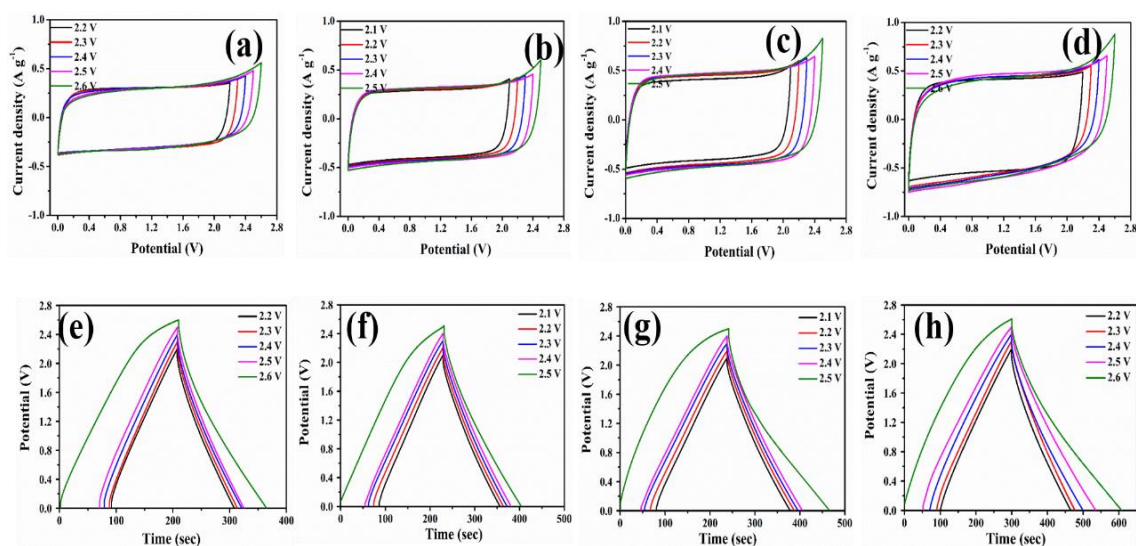 (a)
2.2 V
2.3 V
2.4 V
2.5 V
2.6 V
Current density (A g⁻¹)
1.0
0.5
0.0
-0.5
-1.0
0.0 0.4 0.8 1.2 1.6 2.0 2.4 2.8
Potential (V)
(b)
2.1 V
2.2 V
2.3 V
2.4 V
2.5 V
Current density (A g⁻¹)
1.0
0.5
0.0
-0.5
-1.0
0.0 0.4 0.8 1.2 1.6 2.0 2.4 2.8
Potential (V)
(c)
2.1 V
2.2 V
2.3 V
2.4 V
2.5 V
Current density (A g⁻¹)
1.0
0.5
0.0
-0.5
-1.0
0.0 0.4 0.8 1.2 1.6 2.0 2.4 2.8
Potential (V)
(d)
2.2 V
2.3 V
2.4 V
2.5 V
2.6 V
Current density (A g⁻¹)
1.0
0.5
0.0
-0.5
-1.0
0.0 0.4 0.8 1.2 1.6 2.0 2.4 2.8
Potential (V)
(e)
2.2 V
2.3 V
2.4 V
2.5 V
2.6 V
Potential (V)
2.8
2.4
2.0
1.6
1.2
0.8
0.4
0.0
0 100 200 300 400
Time (sec)
(f)
2.1 V
2.2 V
2.3 V
2.4 V
2.5 V
Potential (V)
2.8
2.4
2.0
1.6
1.2
0.8
0.4
0.0
0 100 200 300 400 500
Time (sec)
(g)
2.1 V
2.2 V
2.3 V
2.4 V
2.5 V
Potential (V)
2.8
2.4
2.0
1.6
1.2
0.8
0.4
0.0
0 100 200 300 400 500
Time (sec)
(h)
2.2 V
2.3 V
2.4 V
2.5 V
2.6 V
Potential (V)
2.8
2.4
2.0
1.6
1.2
0.8
0.4
0.0
0 100 200 300 400 500 600
Time (sec)